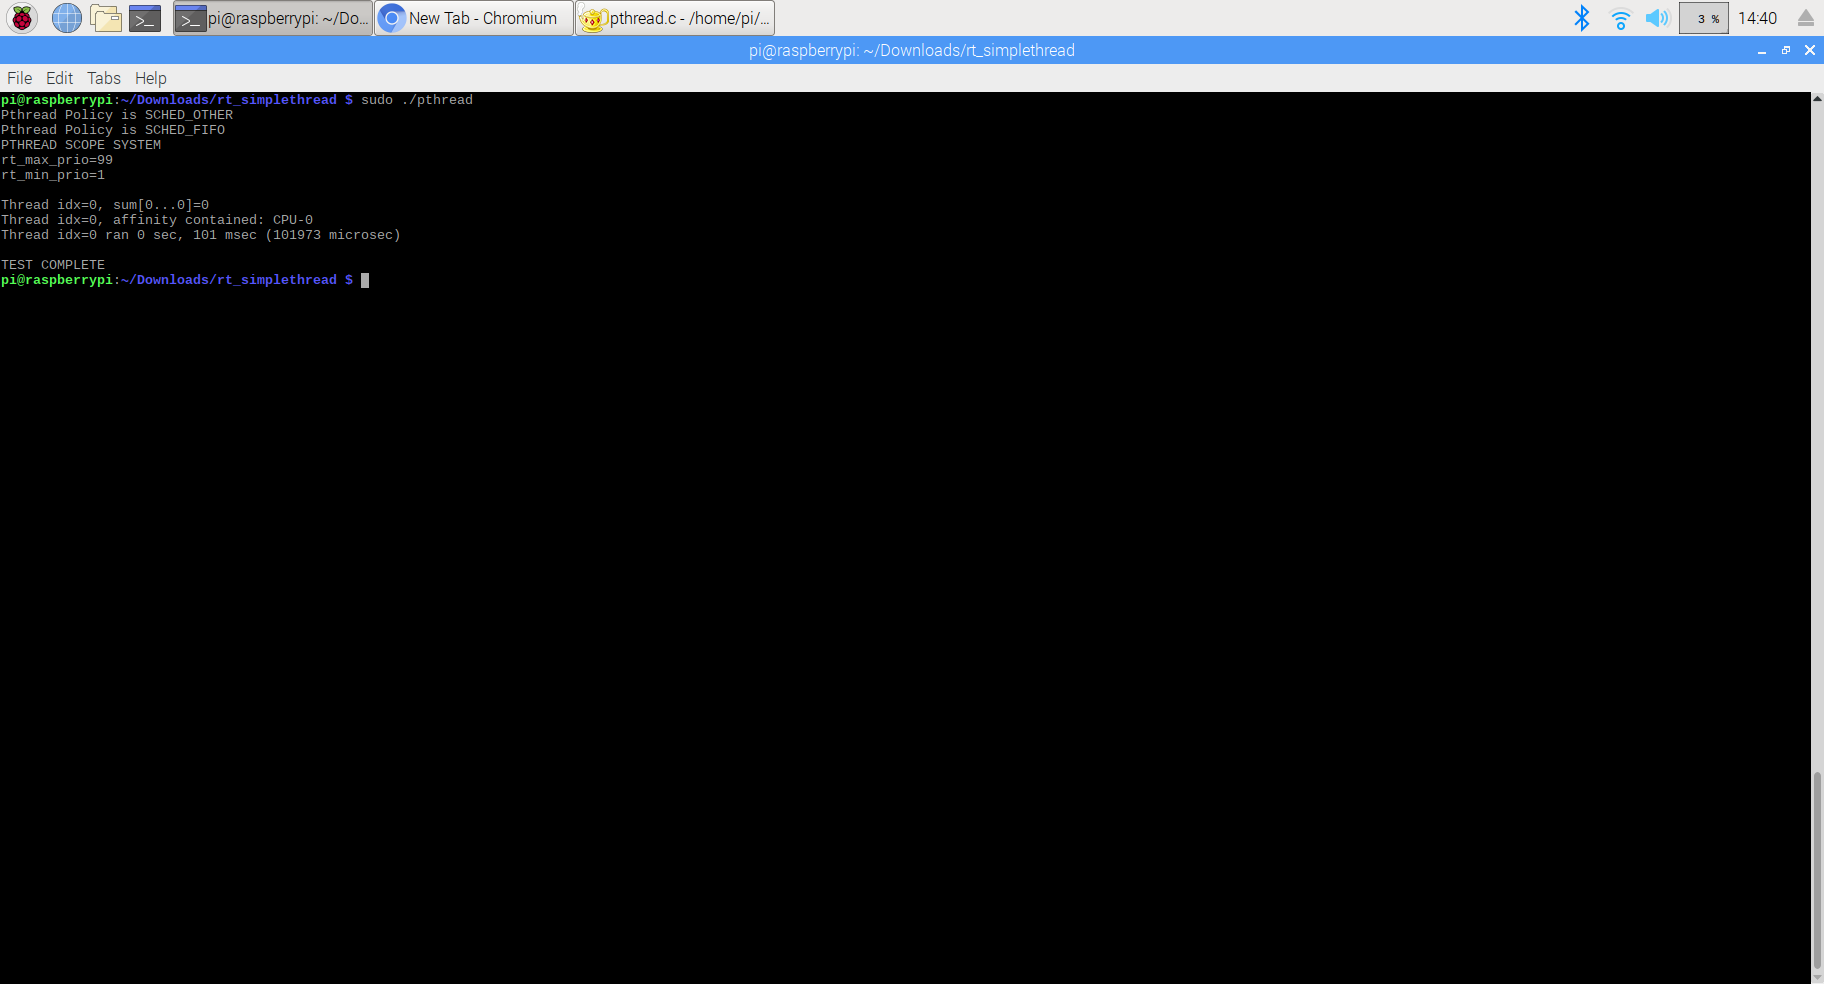 pi@raspberrypi: ~/Do...
New Tab - Chromium
pthread.c - /home/pi/...
3 %
14:40
pi@raspberrypi: ~/Downloads/rt_simplethread
File Edit Tabs Help
pi@raspberrypi:~/Downloads/rt_simplethread $ sudo ./pthread
Pthread Policy is SCHED_OTHER
Pthread Policy is SCHED_FIFO
PTHREAD SCOPE SYSTEM
rt_max_prio=99
rt_min_prio=1
Thread idx=0, sum[0...0]=0
Thread idx=0, affinity contained: CPU-0
Thread idx=0 ran 0 sec, 101 msec (101973 microsec)
TEST COMPLETE
pi@raspberrypi:~/Downloads/rt_simplethread $